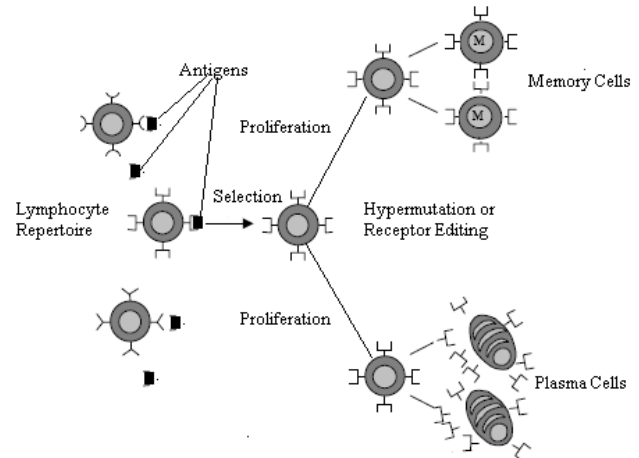 Antigens
M
Memory Cells
M
Proliferation
Lymphocyte
Repertoire
Selection
Hypermutation or
Receptor Editing
Proliferation
Plasma Cells